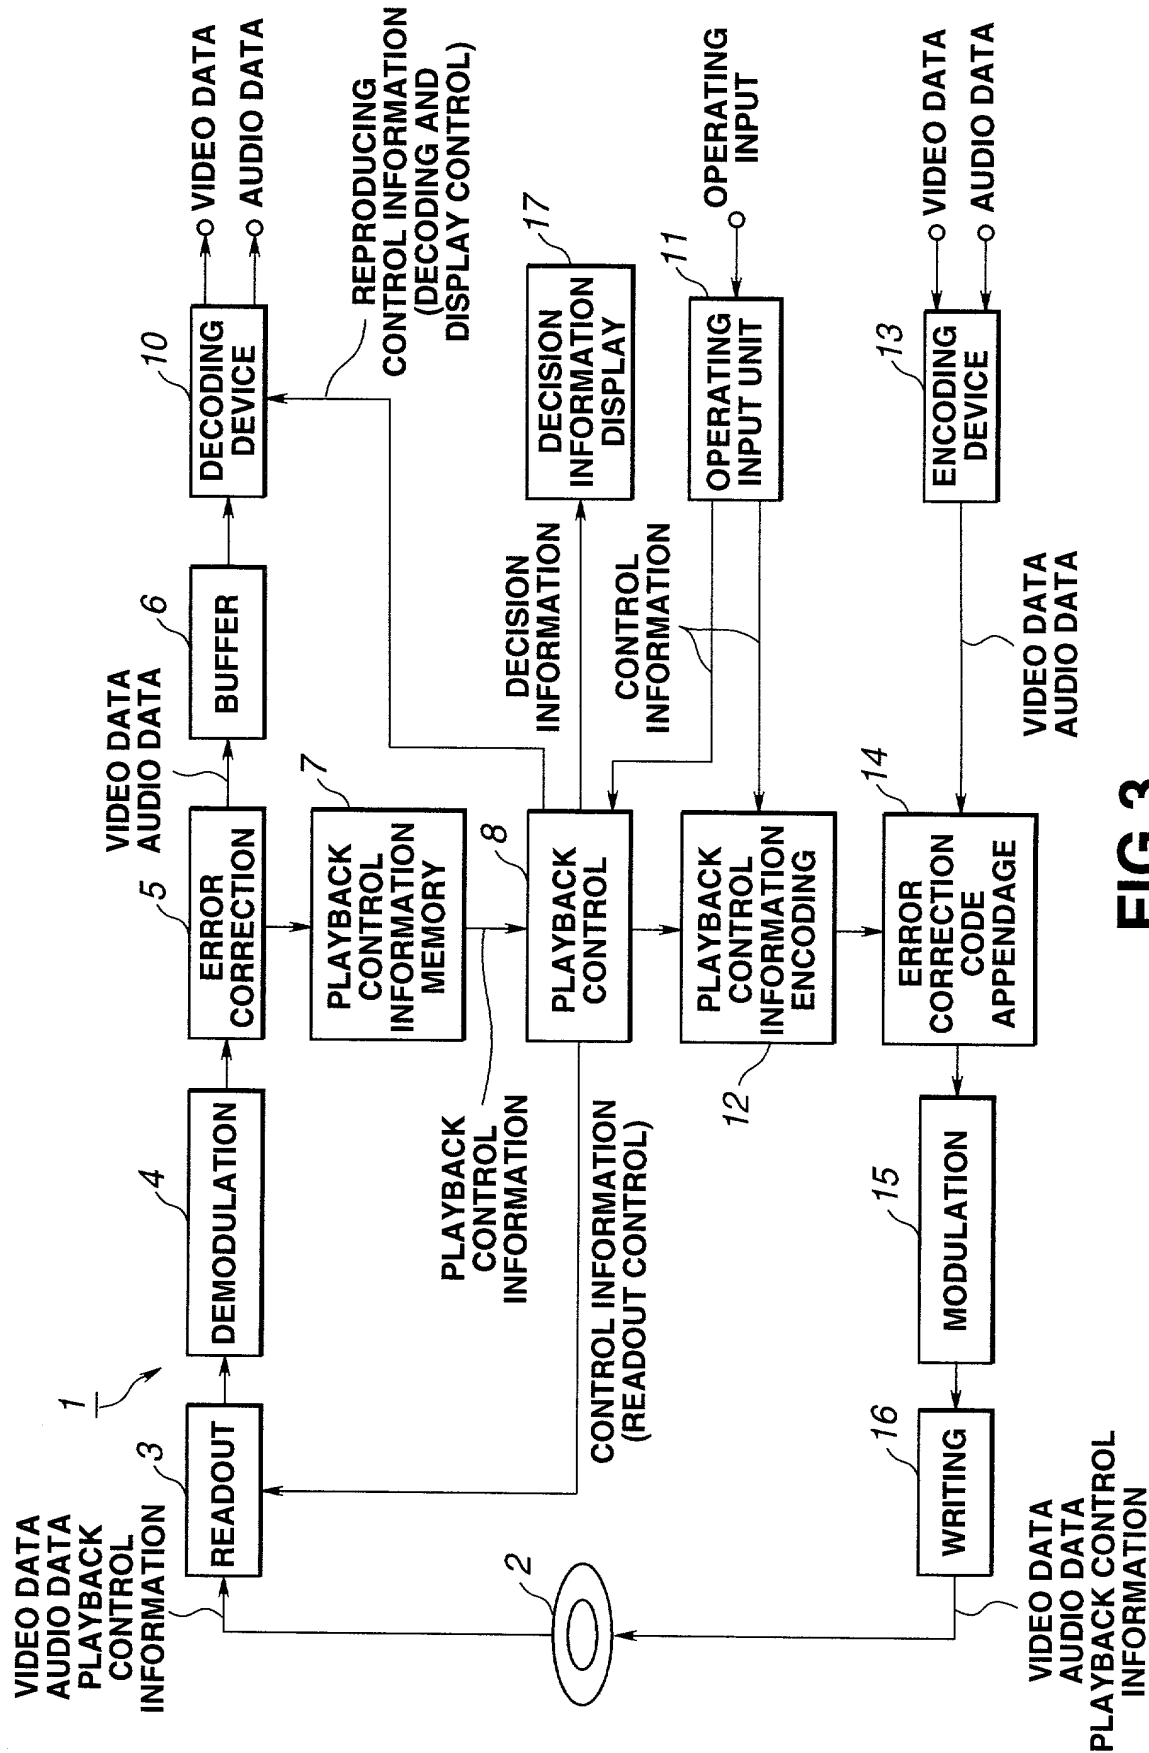 VIDEO DATA
AUDIO DATA
PLAYBACK
CONTROL
INFORMATION
1
3
READOUT
4
DEMODULATION
5
ERROR
CORRECTION
VIDEO DATA
AUDIO DATA
6
BUFFER
10
DECODING
DEVICE
VIDEO DATA
AUDIO DATA
REPRODUCING
CONTROL INFORMATION
(DECODING AND
DISPLAY CONTROL)
7
PLAYBACK
CONTROL
INFORMATION
MEMORY
PLAYBACK
CONTROL
INFORMATION
2
CONTROL INFORMATION
(READOUT CONTROL)
8
PLAYBACK
CONTROL
DECISION
INFORMATION
17
DECISION
INFORMATION
DISPLAY
CONTROL
INFORMATION
11
OPERATING
INPUT UNIT
OPERATING
INPUT
12
PLAYBACK
CONTROL
INFORMATION
ENCODING
16
WRITING
15
MODULATION
14
ERROR
CORRECTION
CODE
APPENDAGE
13
ENCODING
DEVICE
VIDEO DATA
AUDIO DATA
VIDEO DATA
AUDIO DATA
VIDEO DATA
AUDIO DATA
PLAYBACK CONTROL
INFORMATION
FIG.3